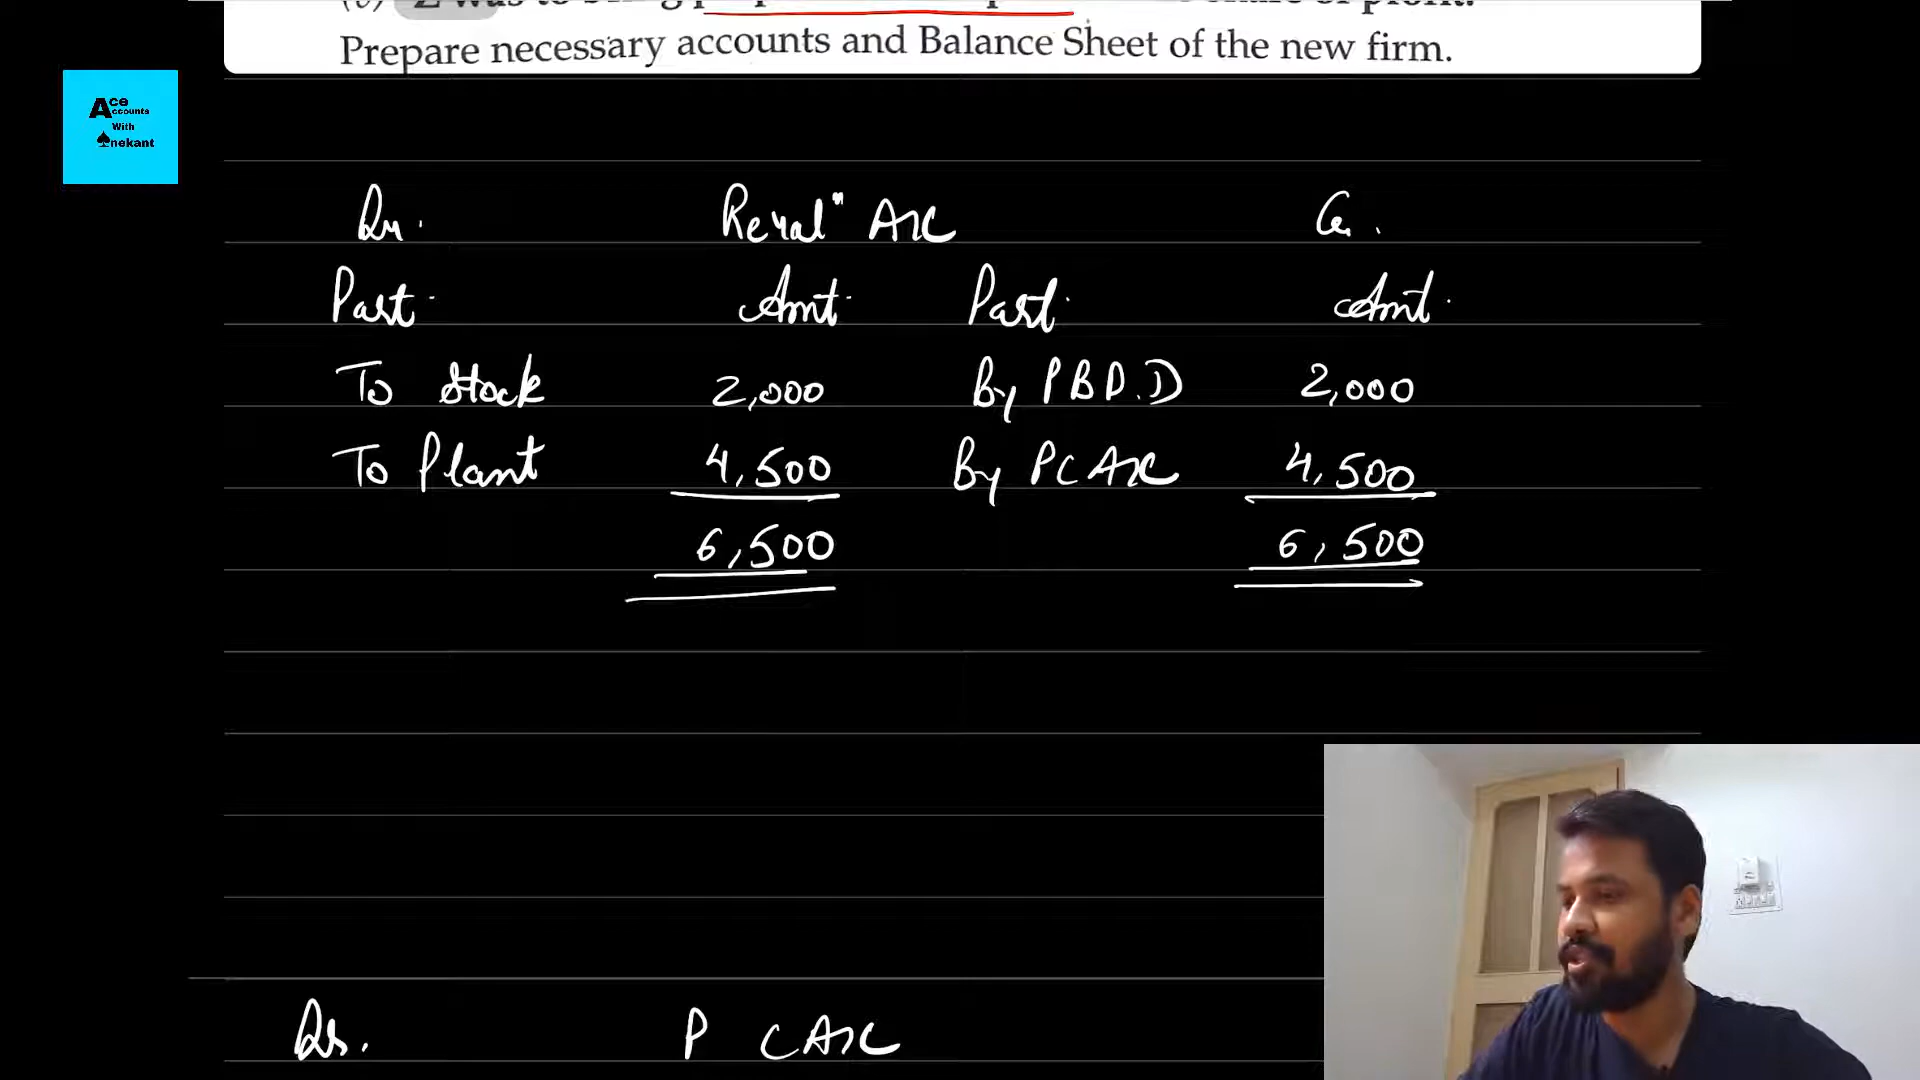 Z was to
Prepare necessary accounts and Balance Sheet of the new firm.
Ace
Accounts
With
Anekant
Dr. Reval" A/C Cr.
Part. Amt. Part. Amt.
To Stock 2,000 By PBD.D 2,000
To Plant 4,500 By PC A/C 4,500
6,500 6,500
Dr. P C A/C